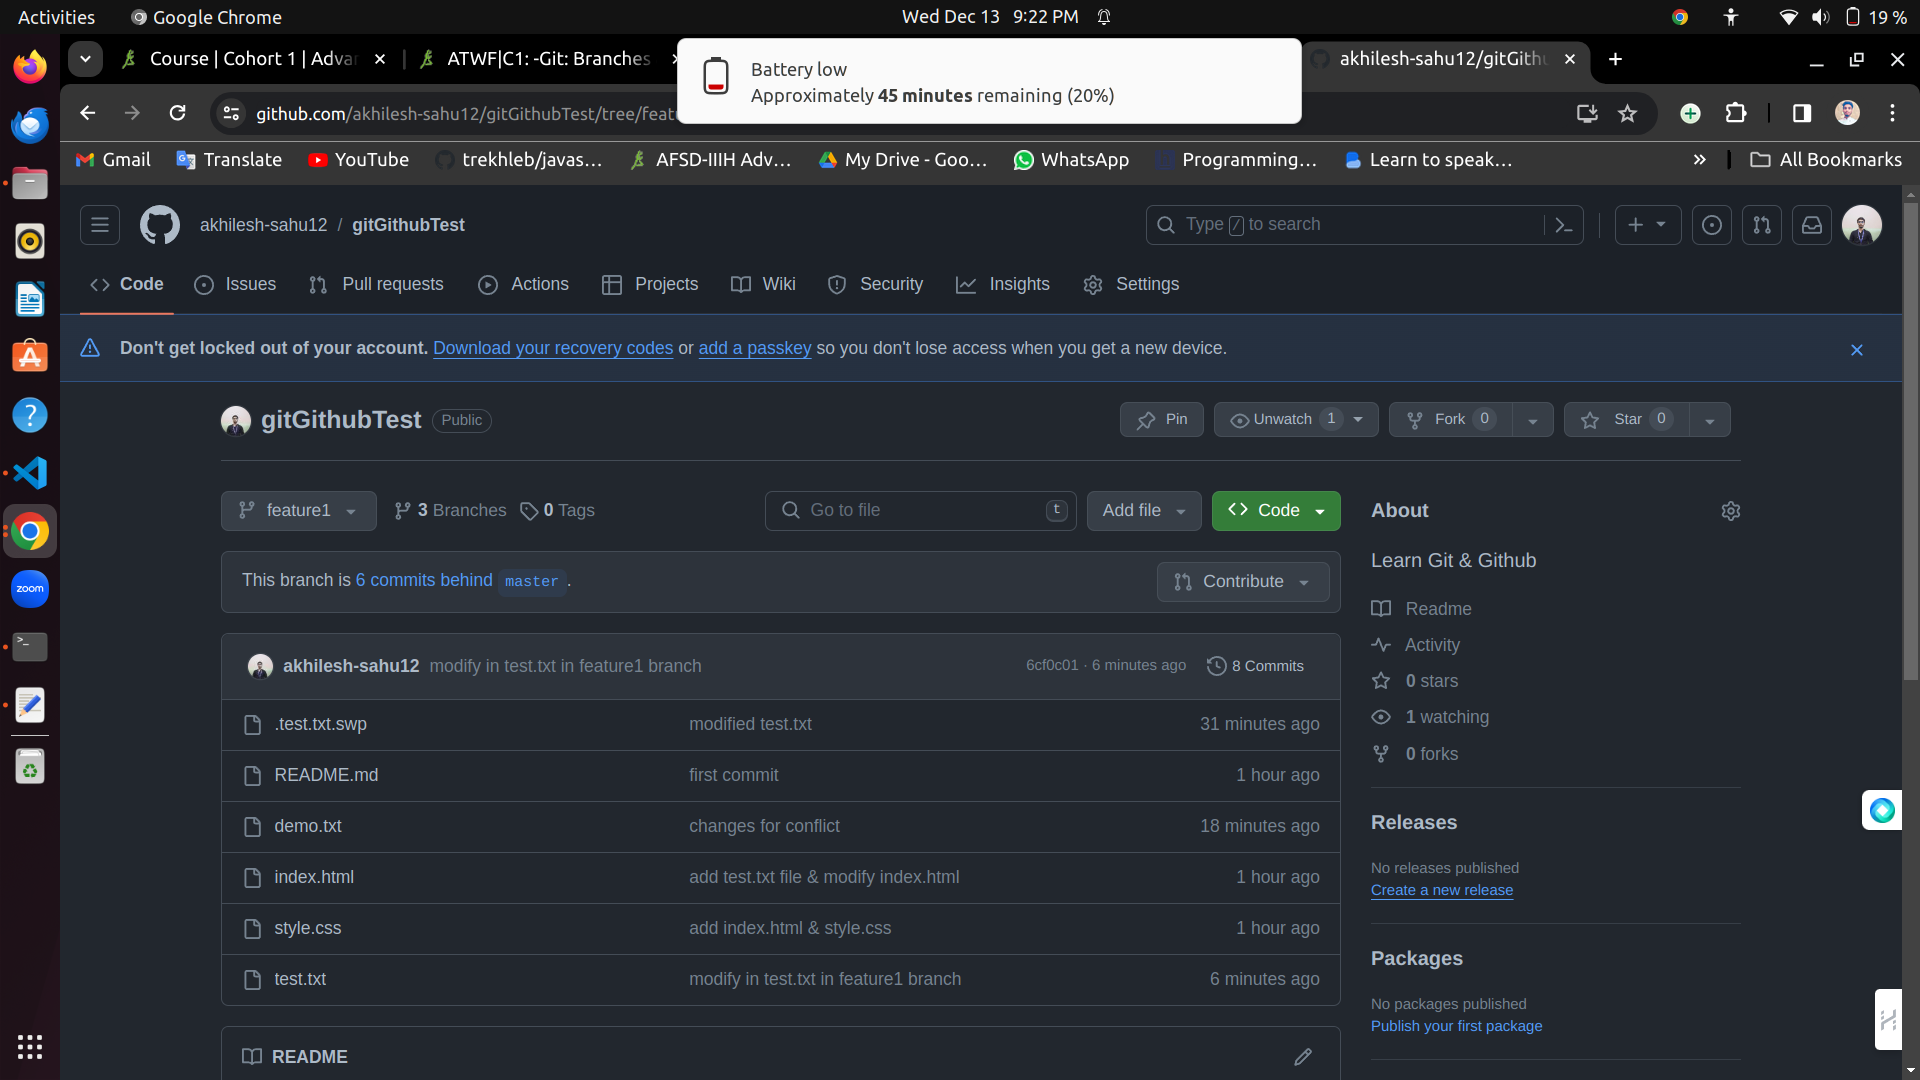 Activities Google Chrome Wed Dec 13 9:22 PM 19 %
Course | Cohort 1 | Adva ATWF|C1: -Git: Branches akhilesh-sahu12/gitGith
Battery low
Approximately 45 minutes remaining (20%)
github.com/akhilesh-sahu12/gitGithubTest/tree/feat
Gmail Translate YouTube trekhleb/javas... AFSD-IIIH Adv... My Drive - Goo... WhatsApp Programming... Learn to speak... » All Bookmarks
akhilesh-sahu12 / gitGithubTest Type / to search
Code Issues Pull requests Actions Projects Wiki Security Insights Settings
Don't get locked out of your account. Download your recovery codes or add a passkey so you don't lose access when you get a new device.
gitGithubTest Public Pin Unwatch 1 Fork 0 Star 0
feature1 3 Branches 0 Tags Go to file t Add file Code
This branch is 6 commits behind master.
Contribute
akhilesh-sahu12 modify in test.txt in feature1 branch 6cf0c01 · 6 minutes ago 8 Commits
.test.txt.swp modified test.txt 31 minutes ago
README.md first commit 1 hour ago
demo.txt changes for conflict 18 minutes ago
index.html add test.txt file & modify index.html 1 hour ago
style.css add index.html & style.css 1 hour ago
test.txt modify in test.txt in feature1 branch 6 minutes ago
README
About
Learn Git & Github
Readme
Activity
0 stars
1 watching
0 forks
Releases
No releases published
Create a new release
Packages
No packages published
Publish your first package
zoom